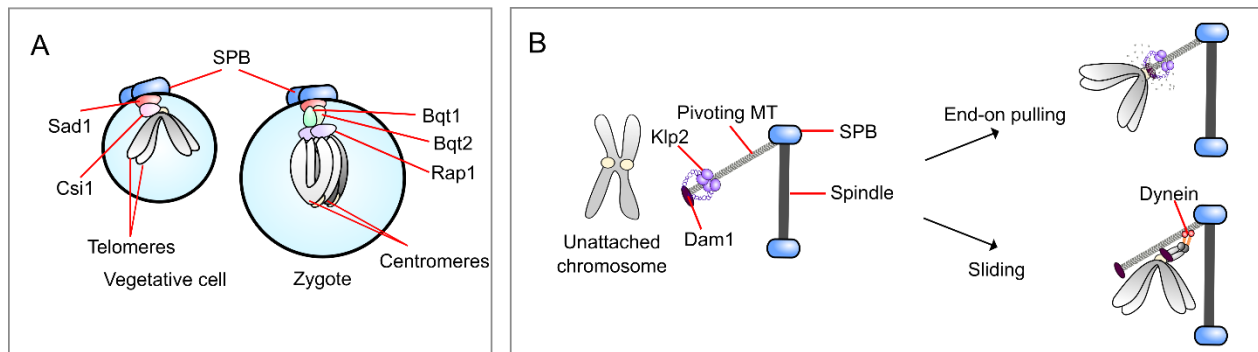 A
SPB
Sad1
Csi1
Telomeres
Vegetative cell
Zygote
Bqt1
Bqt2
Rap1
Centromeres
B
Unattached
chromosome
Klp2
Pivoting MT
Dam1
SPB
Spindle
End-on pulling
Sliding
Dynein